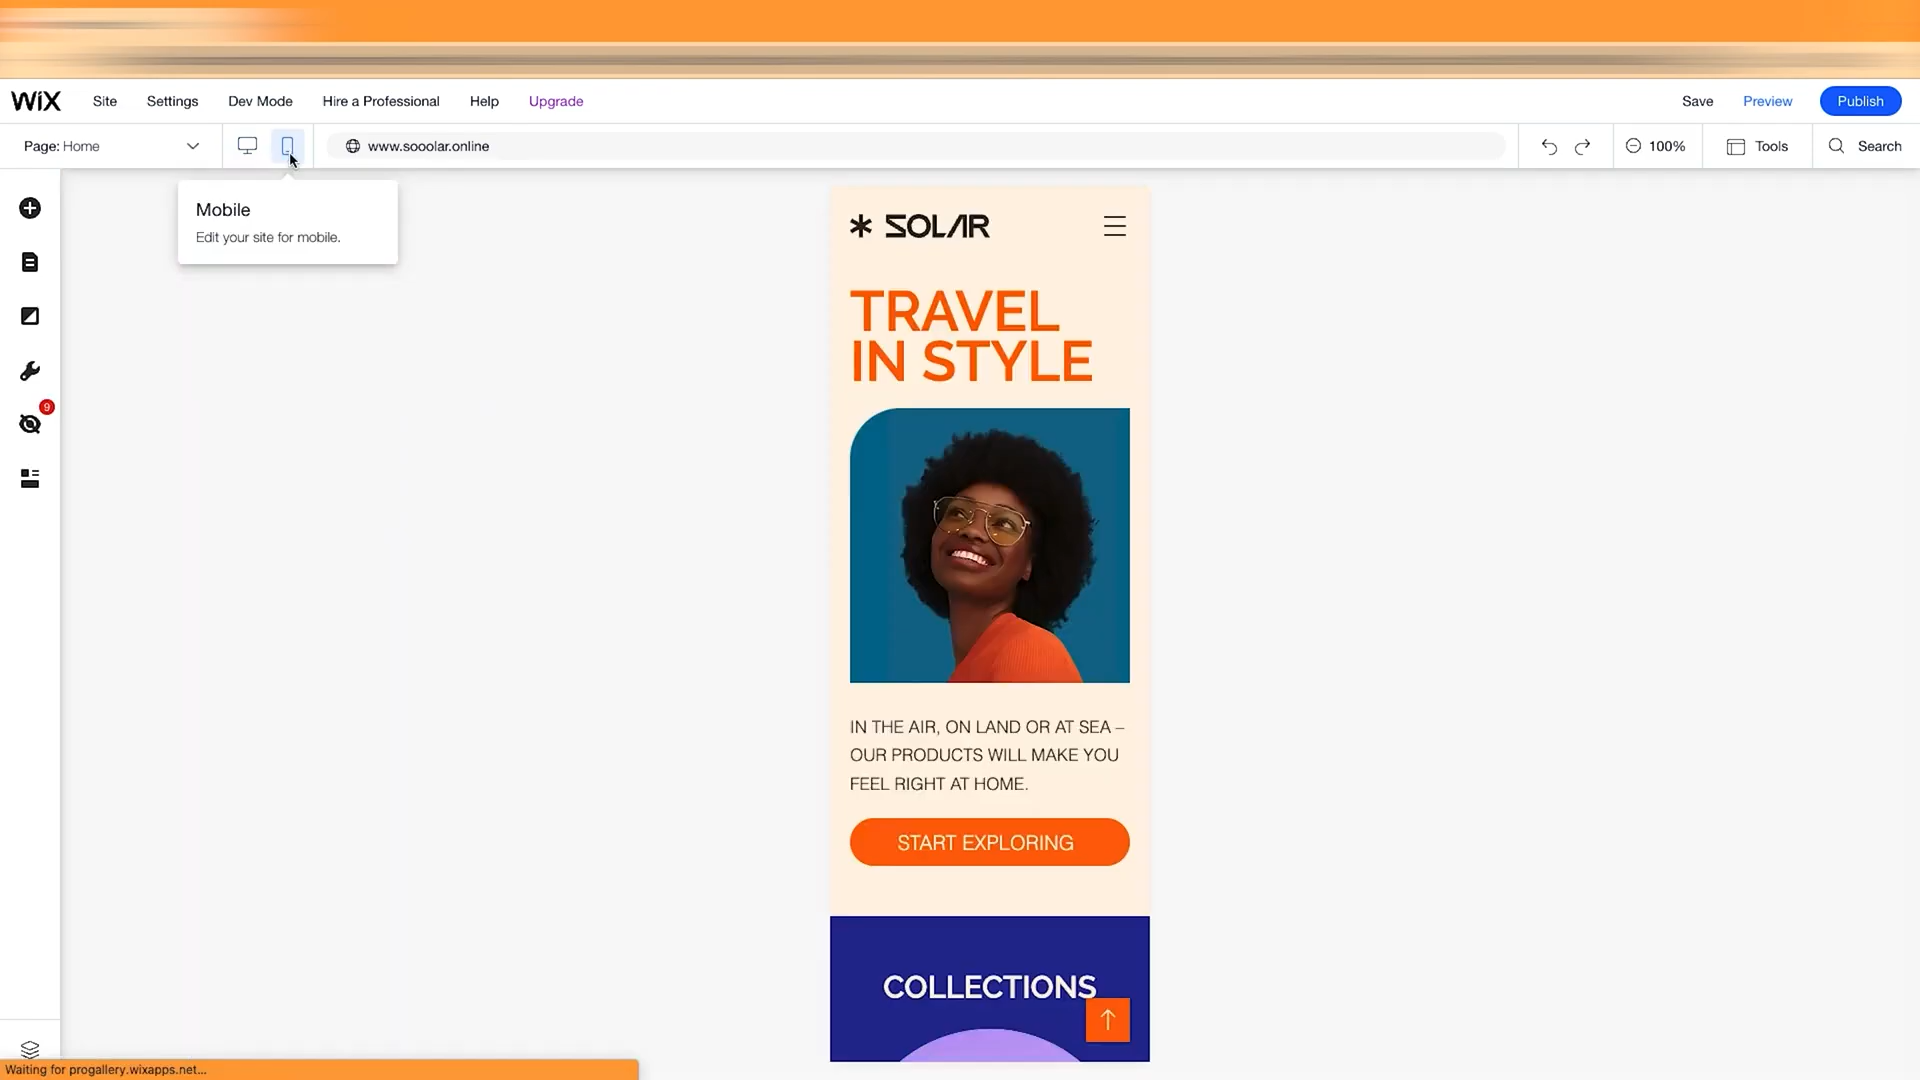 WiX Site Settings Dev Mode Hire a Professional Help Upgrade Save Preview Publish
Page: Home www.sooolar.online 100% Tools Search
Mobile
Edit your site for mobile.
9
SOLAR
TRAVEL
IN STYLE
IN THE AIR, ON LAND OR AT SEA –
OUR PRODUCTS WILL MAKE YOU
FEEL RIGHT AT HOME.
START EXPLORING
COLLECTIONS
Waiting for progallery.wixapps.net...